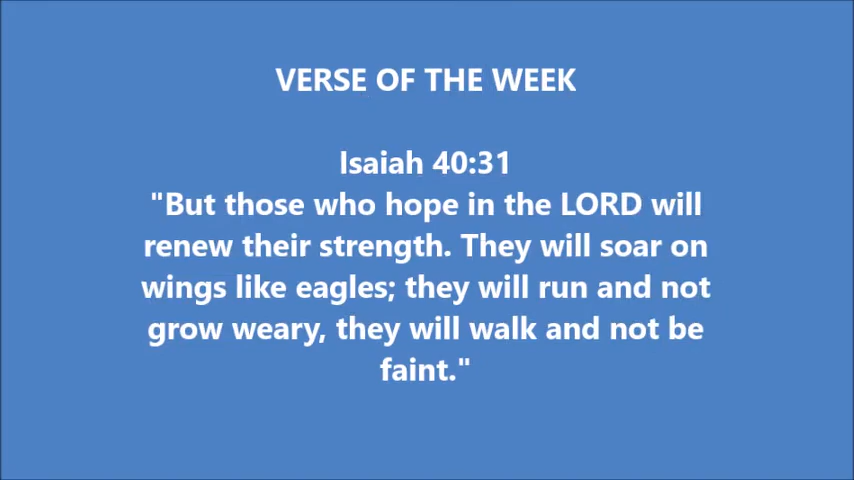 VERSE OF THE WEEK
Isaiah 40:31
"But those who hope in the LORD will
renew their strength. They will soar on
wings like eagles; they will run and not
grow weary, they will walk and not be
faint."